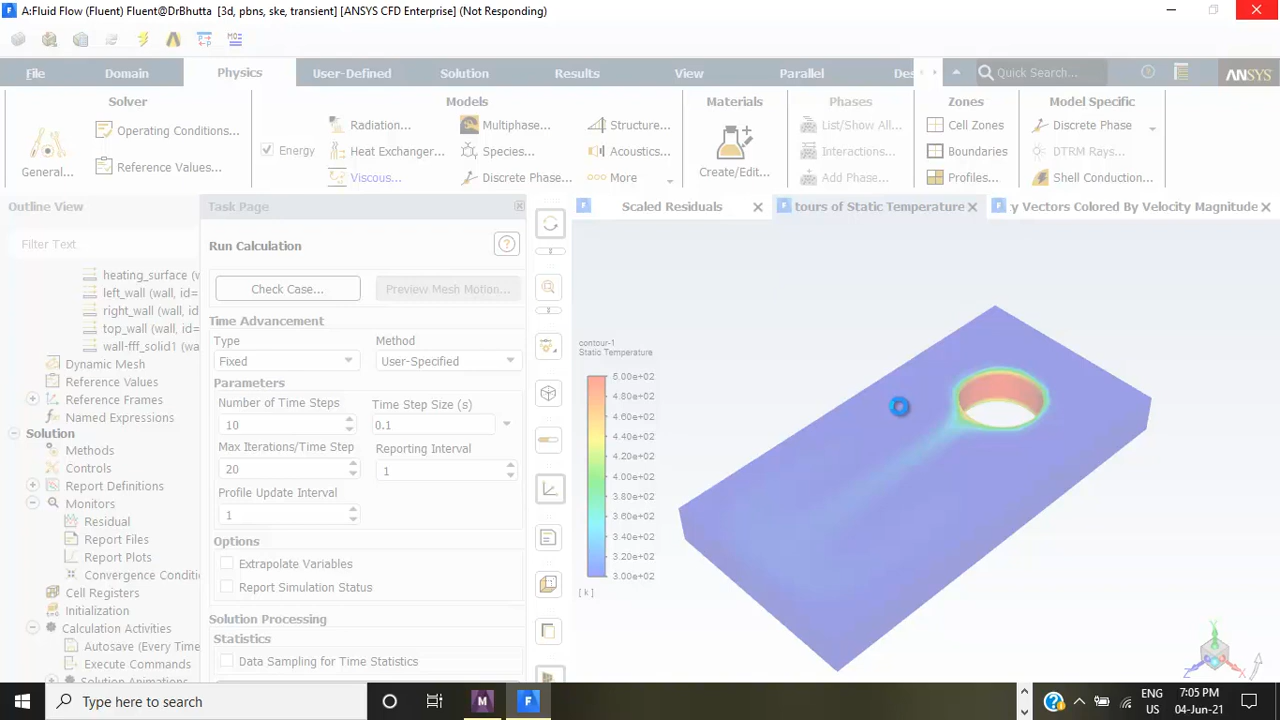 A:Fluid Flow (Fluent) Fluent@DrBhutta [3d, pbns, ske, transient] [ANSYS CFD Enterprise] (Not Responding)
File Domain Physics User-Defined Solution Results View Parallel Des Quick Search... ANSYS
Solver Models Materials Phases Zones Model Specific
Operating Conditions... Radiation... Multiphase... Structure... List/Show All... Cell Zones Discrete Phase
General... Energy Heat Exchanger... Species... Acoustics... Create/Edit... Interactions... Boundaries DTRM Rays...
Reference Values... Viscous... Discrete Phase... More Add Phase... Profiles... Shell Conduction...
Outline View
Filter Text
heating_surface (w
left_wall (wall, id=
right_wall (wall, id
top_wall (wall, id=
wall-fff_solid1 (wa
Dynamic Mesh
Reference Values
Reference Frames
Named Expressions
Solution
Methods
Controls
Report Definitions
Monitors
Residual
Report Files
Report Plots
Convergence Conditi
Cell Registers
Initialization
Calculation Activities
Autosave (Every Time
Execute Commands
Solution Animations
Task Page
Run Calculation
Check Case... Preview Mesh Motion...
Time Advancement
Type Method
Fixed User-Specified
Parameters
Number of Time Steps Time Step Size (s)
10 0.1
Max Iterations/Time Step Reporting Interval
20 1
Profile Update Interval
1
Options
Extrapolate Variables
Report Simulation Status
Solution Processing
Statistics
Data Sampling for Time Statistics
Scaled Residuals tours of Static Temperature y Vectors Colored By Velocity Magnitude
contour-1
Static Temperature
5.00e+02
4.80e+02
4.60e+02
4.40e+02
4.20e+02
4.00e+02
3.80e+02
3.60e+02
3.40e+02
3.20e+02
3.00e+02
[k]
Y
Z X
Type here to search
ENG
US
7:05 PM
04-Jun-21